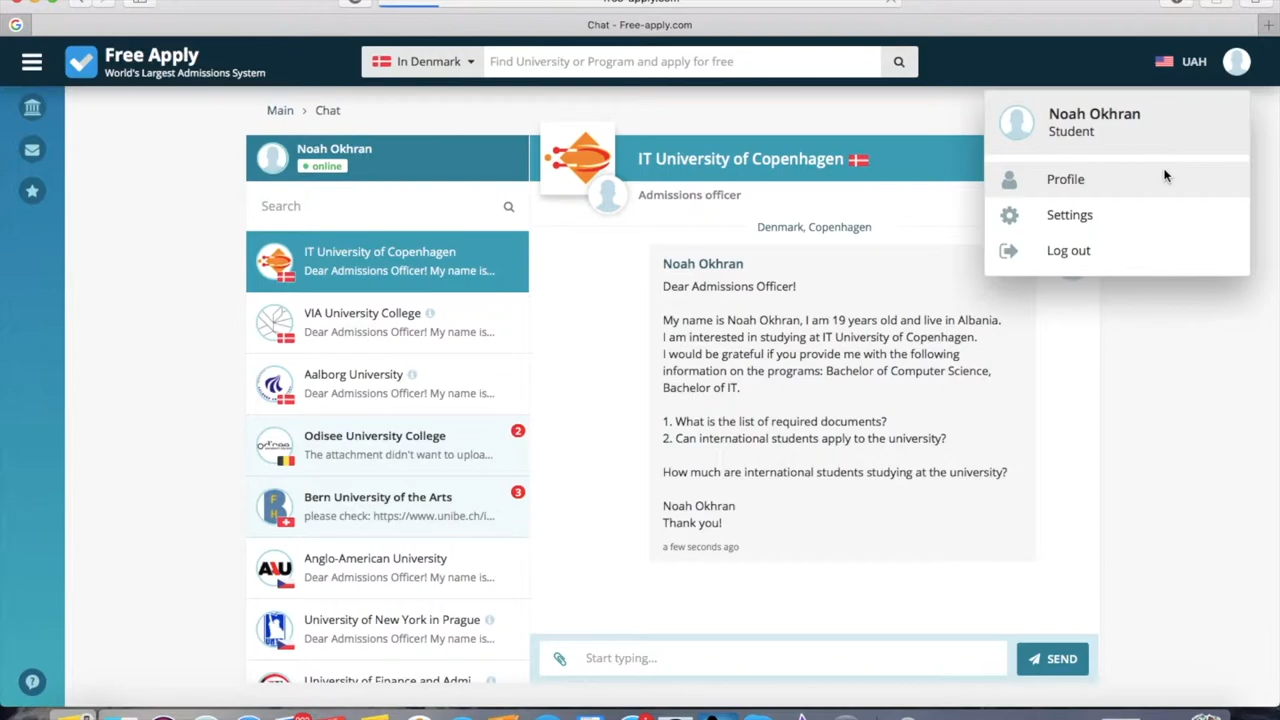 Chat - Free-apply.com
Free Apply
World's Largest Admissions System
In Denmark
Find University or Program and apply for free
UAH
Main > Chat
Noah Okhran
Student
Profile
Settings
Log out
Noah Okhran
online
Search
IT University of Copenhagen
Dear Admissions Officer! My name is...
VIA University College
Dear Admissions Officer! My name is...
Aalborg University
Dear Admissions Officer! My name is...
Odisee University College
2
The attachment didn't want to uploa...
Bern University of the Arts
3
please check: https://www.unibe.ch/i...
Anglo-American University
Dear Admissions Officer! My name is...
University of New York in Prague
Dear Admissions Officer! My name is...
University of Finance and Admi...
IT University of Copenhagen
Admissions officer
Denmark, Copenhagen
Noah Okhran
Dear Admissions Officer!
My name is Noah Okhran, I am 19 years old and live in Albania.
I am interested in studying at IT University of Copenhagen.
I would be grateful if you provide me with the following
information on the programs: Bachelor of Computer Science,
Bachelor of IT.
1. What is the list of required documents?
2. Can international students apply to the university?
How much are international students studying at the university?
Noah Okhran
Thank you!
a few seconds ago
Start typing...
SEND